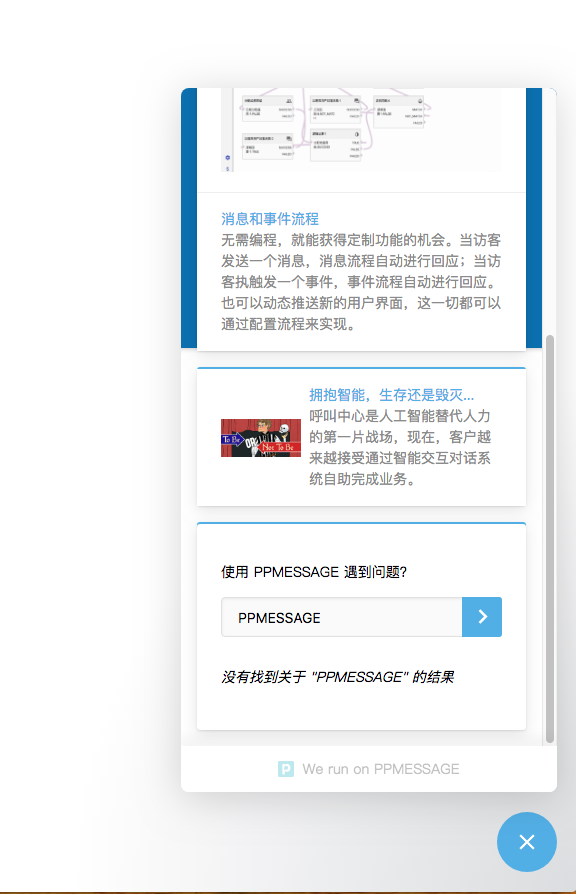 消息和事件流程
无需编程，就能获得定制功能的机会。当访客
发送一个消息，消息流程自动进行回应；当访
客执触发一个事件，事件流程自动进行回应。
也可以动态推送新的用户界面，这一切都可以
通过配置流程来实现。
拥抱智能，生存还是毁灭...
呼叫中心是人工智能替代人力
的第一片战场，现在，客户越
来越接受通过智能交互对话系
统自助完成业务。
To Be
OR
Not To Be
使用 PPMESSAGE 遇到问题?
PPMESSAGE
没有找到关于 "PPMESSAGE" 的结果
We run on PPMESSAGE